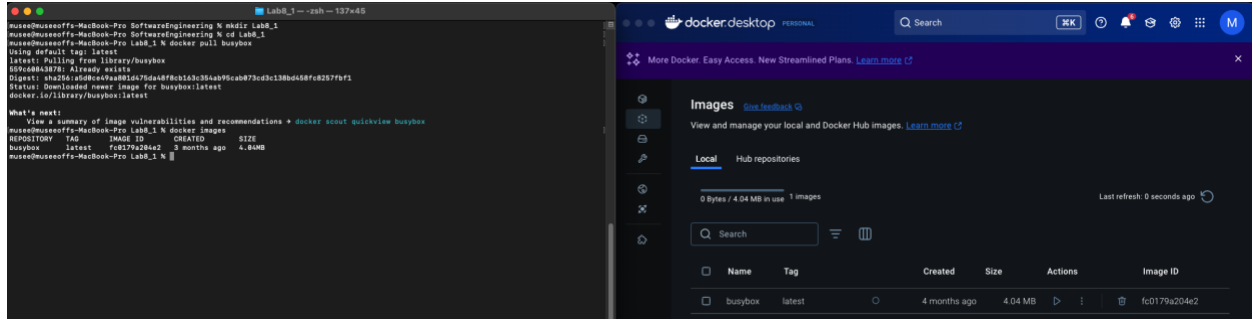 Lab8_1 — -zsh — 137×45
musee@museeoffs-MacBook-Pro SoftwareEngineering % mkdir Lab8_1
musee@museeoffs-MacBook-Pro SoftwareEngineering % cd Lab8_1
musee@museeoffs-MacBook-Pro Lab8_1 % docker pull busybox
Using default tag: latest
latest: Pulling from library/busybox
559c60843878: Already exists
Digest: sha256:a5d0ce49aa801d475da48f8cb163c354ab95cab073cd3c138bd458fc8257fbf1
Status: Downloaded newer image for busybox:latest
docker.io/library/busybox:latest
What's next:
View a summary of image vulnerabilities and recommendations → docker scout quickview busybox
musee@museeoffs-MacBook-Pro Lab8_1 % docker images
REPOSITORY TAG IMAGE ID CREATED SIZE
busybox latest fc0179a204e2 3 months ago 4.04MB
musee@museeoffs-MacBook-Pro Lab8_1 %
docker.desktop PERSONAL
Search
⌘K
M
More Docker. Easy Access. New Streamlined Plans. Learn more
Images Give feedback
View and manage your local and Docker Hub images. Learn more
Local Hub repositories
0 Bytes / 4.04 MB in use 1 images
Last refresh: 0 seconds ago
Search
Name Tag Created Size Actions Image ID
busybox latest 4 months ago 4.04 MB fc0179a204e2